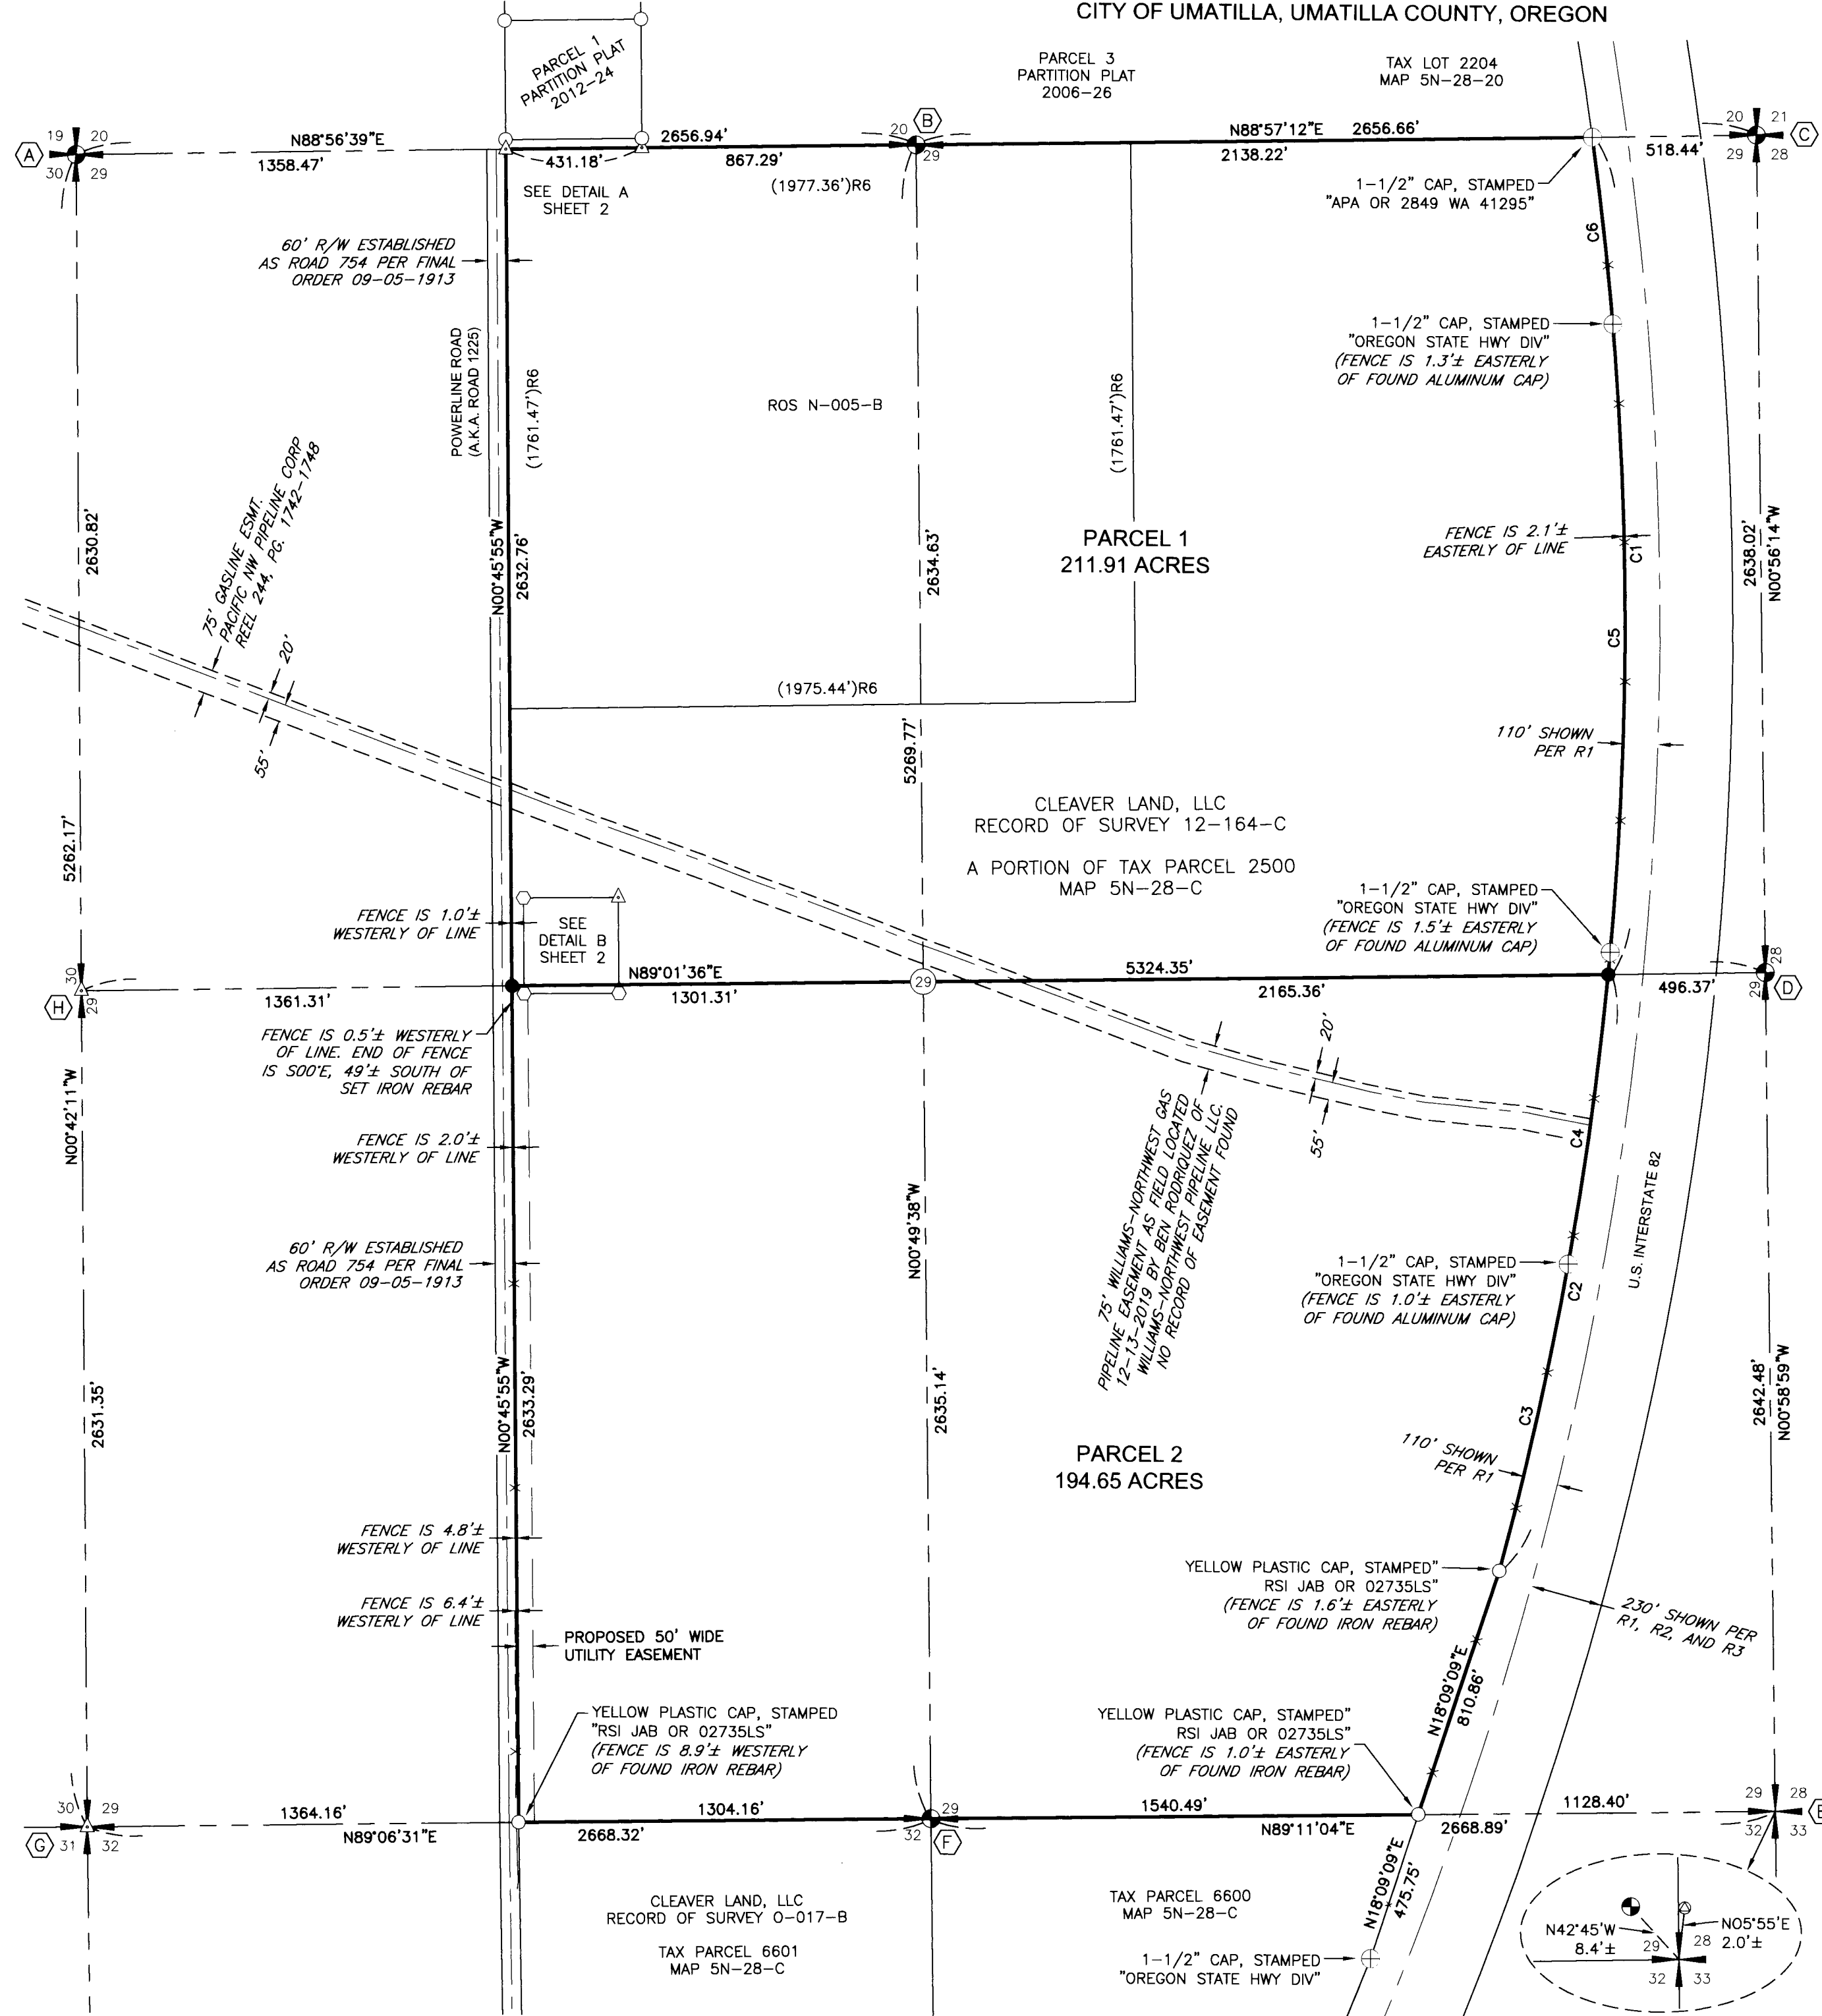 CITY OF UMATILLA, UMATILLA COUNTY, OREGON
PARCEL 1
PARTITION PLAT
2012-24
PARCEL 3
PARTITION PLAT
2006-26
TAX LOT 2204
MAP 5N-28-20
A
19 20
30 29
N88°56'39"E
1358.47'
2656.94'
431.18'
867.29'
B
20
29
N88°57'12"E 2656.66'
2138.22'
518.44'
20 21
29 28
C
(1977.36')R6
SEE DETAIL A
SHEET 2
1-1/2" CAP, STAMPED
"APA OR 2849 WA 41295"
C6
60' R/W ESTABLISHED
AS ROAD 754 PER FINAL
ORDER 09-05-1913
POWERLINE ROAD
(A.K.A. ROAD 1225)
(1761.47')R6
ROS N-005-B
(1761.47')R6
1-1/2" CAP, STAMPED
"OREGON STATE HWY DIV"
(FENCE IS 1.3'± EASTERLY
OF FOUND ALUMINUM CAP)
75' GASLINE ESMT.
PACIFIC NW PIPELINE CORP
REEL 244, PG. 1742-1748
2630.82'
N00°45'55"W
2632.76'
2634.63'
PARCEL 1
211.91 ACRES
FENCE IS 2.1'±
EASTERLY OF LINE
C1
2638.02'
N00°56'14"W
C5
20'
55'
(1975.44')R6
110' SHOWN
PER R1
5269.77'
5262.17'
CLEAVER LAND, LLC
RECORD OF SURVEY 12-164-C
A PORTION OF TAX PARCEL 2500
MAP 5N-28-C
1-1/2" CAP, STAMPED
"OREGON STATE HWY DIV"
(FENCE IS 1.5'± EASTERLY
OF FOUND ALUMINUM CAP)
FENCE IS 1.0'±
WESTERLY OF LINE
SEE
DETAIL B
SHEET 2
H
30
29
1361.31'
N89°01'36"E
1301.31'
29
5324.35'
2165.36'
496.37'
28
29
D
FENCE IS 0.5'± WESTERLY
OF LINE. END OF FENCE
IS S00°E, 49'± SOUTH OF
SET IRON REBAR
N00°42'11"W
20'
55'
75' WILLIAMS-NORTHWEST GAS
PIPELINE EASEMENT AS FIELD LOCATED
12-13-2019 BY BEN RODRIQUEZ OF
WILLIAMS-NORTHWEST PIPELINE LLC.
NO RECORD OF EASEMENT FOUND
C4
FENCE IS 2.0'±
WESTERLY OF LINE
U.S. INTERSTATE 82
N00°49'38"W
60' R/W ESTABLISHED
AS ROAD 754 PER FINAL
ORDER 09-05-1913
1-1/2" CAP, STAMPED
"OREGON STATE HWY DIV"
(FENCE IS 1.0'± EASTERLY
OF FOUND ALUMINUM CAP)
C2
2631.35'
N00°45'55"W
2633.29'
2635.14'
2642.48'
N00°58'59"W
C3
PARCEL 2
194.65 ACRES
110' SHOWN
PER R1
FENCE IS 4.8'±
WESTERLY OF LINE
YELLOW PLASTIC CAP, STAMPED"
RSI JAB OR 02735LS"
(FENCE IS 1.6'± EASTERLY
OF FOUND IRON REBAR)
FENCE IS 6.4'±
WESTERLY OF LINE
230' SHOWN PER
R1, R2, AND R3
PROPOSED 50' WIDE
UTILITY EASEMENT
N18°09'09"E
810.86'
YELLOW PLASTIC CAP, STAMPED
"RSI JAB OR 02735LS"
(FENCE IS 8.9'± WESTERLY
OF FOUND IRON REBAR)
YELLOW PLASTIC CAP, STAMPED"
RSI JAB OR 02735LS"
(FENCE IS 1.0'± EASTERLY
OF FOUND IRON REBAR)
G
30 29
31 32
1364.16'
N89°06'31"E
1304.16'
2668.32'
29
32
F
1540.49'
N89°11'04"E
2668.89'
1128.40'
29 28
32 33
E
N18°09'09"E
475.75'
CLEAVER LAND, LLC
RECORD OF SURVEY O-017-B
TAX PARCEL 6601
MAP 5N-28-C
TAX PARCEL 6600
MAP 5N-28-C
1-1/2" CAP, STAMPED
"OREGON STATE HWY DIV"
N42°45'W
8.4'±
N05°55'E
2.0'±
29 28
32 33